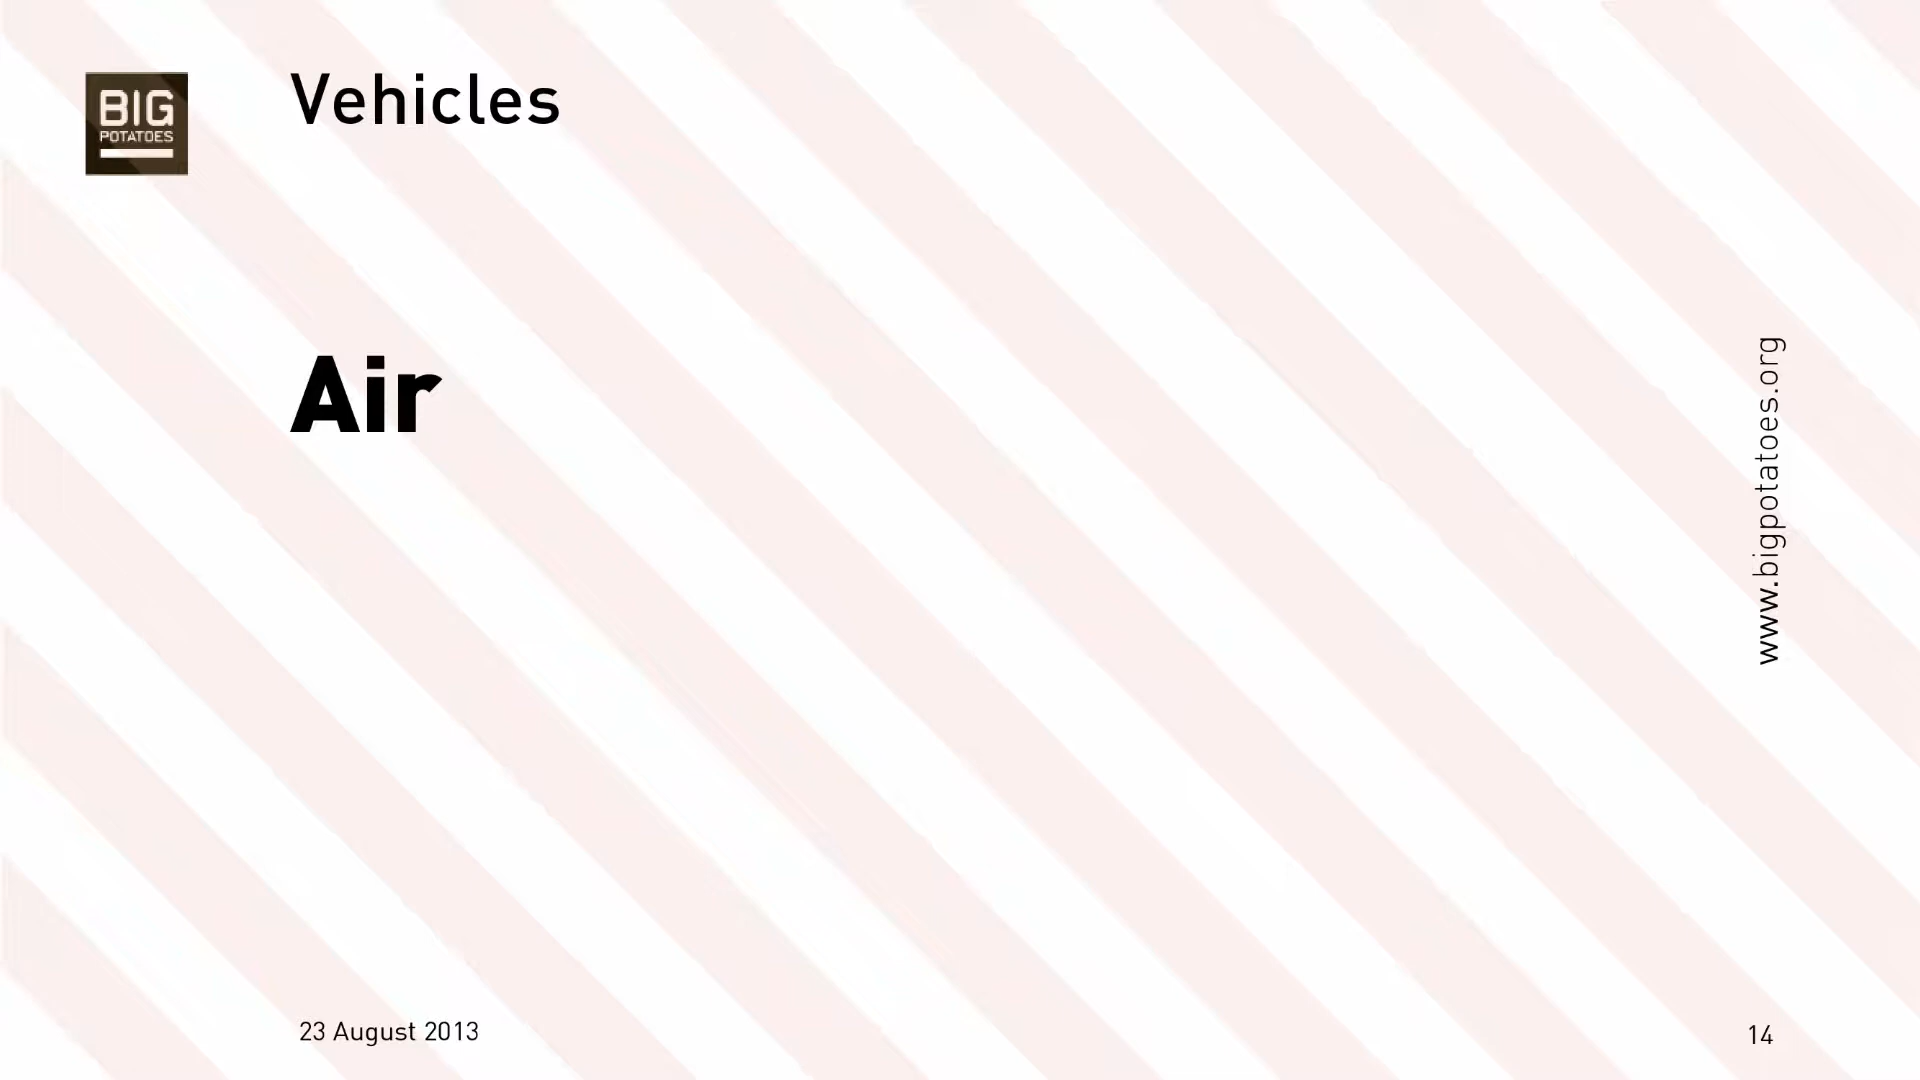 BIG
POTATOES
Vehicles
Air
www.bigpotatoes.org
23 August 2013
14